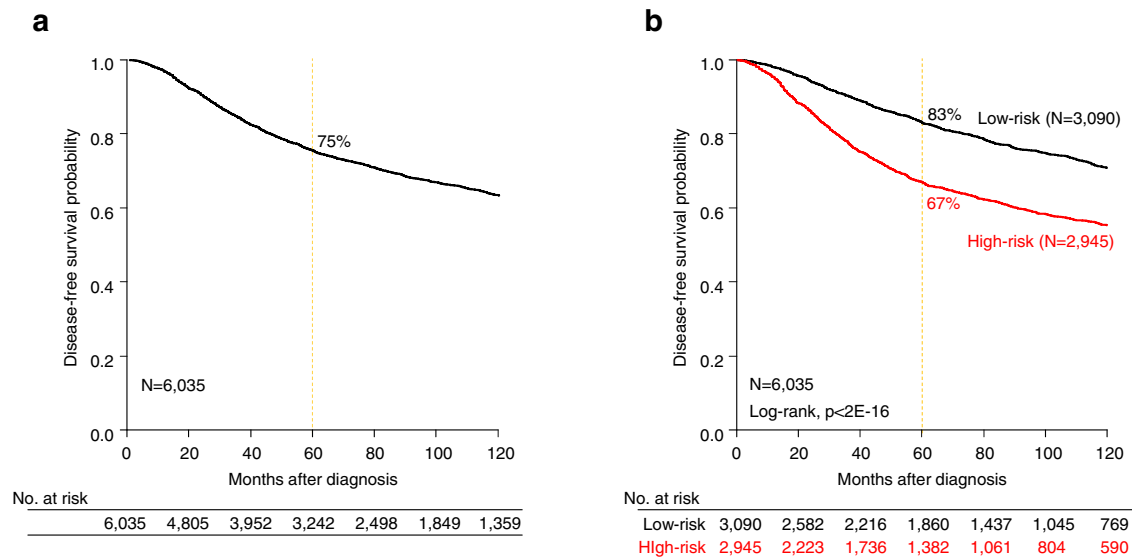 a
Disease-free survival probability
1.0
0.8
0.6
0.4
0.2
0.0
75%
N=6,035
0 20 40 60 80 100 120
Months after diagnosis
No. at risk
6,035 4,805 3,952 3,242 2,498 1,849 1,359
b
Disease-free survival probability
1.0
0.8
0.6
0.4
0.2
0.0
83%
Low-risk (N=3,090)
67%
High-risk (N=2,945)
N=6,035
Log-rank, p<2E-16
0 20 40 60 80 100 120
Months after diagnosis
No. at risk
Low-risk 3,090 2,582 2,216 1,860 1,437 1,045 769
HIgh-risk 2,945 2,223 1,736 1,382 1,061 804 590